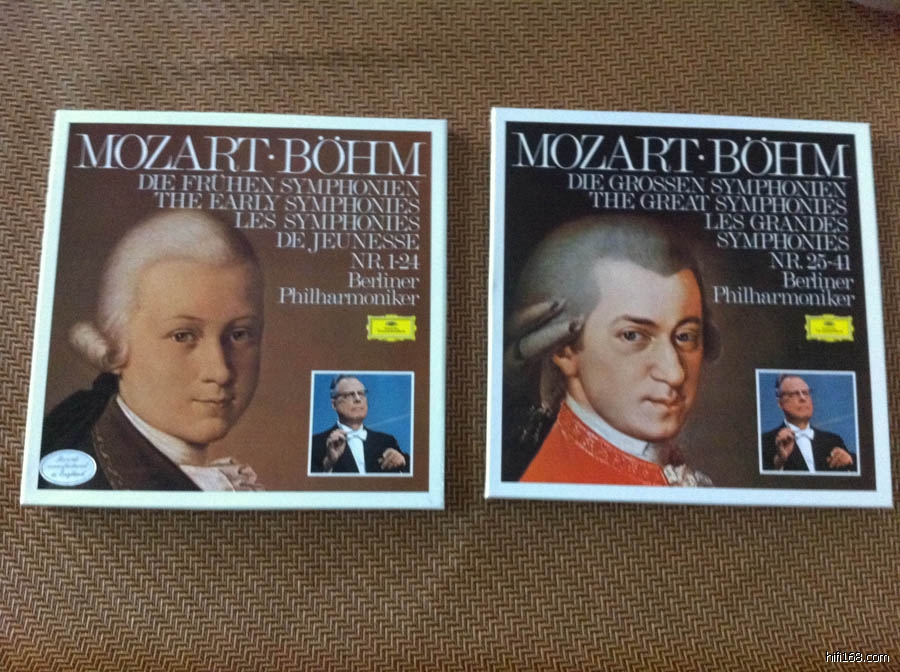 MOZART · BÖHM
DIE FRÜHEN SYMPHONIEN
THE EARLY SYMPHONIES
LES SYMPHONIES
DE JEUNESSE
NR. 1-24
Berliner
Philharmoniker
MOZART · BÖHM
DIE GROSSEN SYMPHONIEN
THE GREAT SYMPHONIES
LES GRANDES
SYMPHONIES
NR. 25-41
Berliner
Philharmoniker
hifi168.com